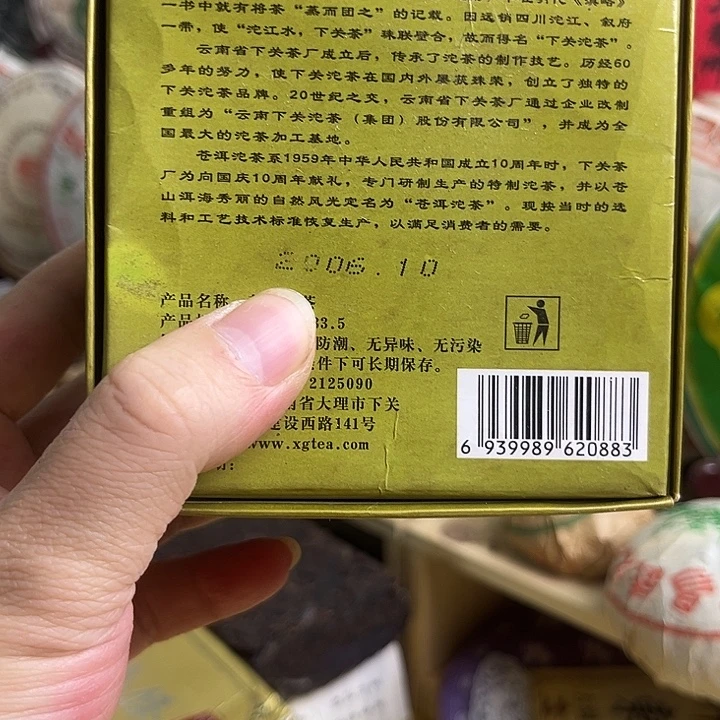 一书中就有将茶“蒸而团之”的记载。因远销四川沱江、叙府
一带,使“沱江水,下关茶”珠联璧合,故而得名“下关沱茶”。
云南省下关茶厂成立后,传承了沱茶的制作技艺。历经60
多年的努力,使下关沱茶在国内外屡获殊荣,创立了独特的
下关沱茶品牌。20世纪之交,云南省下关茶厂通过企业改制
重组为“云南下关沱茶(集团)股份有限公司”,并成为全
国最大的沱茶加工基地。
苍洱沱茶系1959年中华人民共和国成立10周年时,下关茶
厂为向国庆10周年献礼,专门研制生产的特制沱茶,并以苍
山洱海秀丽的自然风光定名为“苍洱沱茶”。现按当时的选
料和工艺技术标准恢复生产,以满足消费者的需要。
2006.10
产品名称
产品 33.5
防潮、无异味、无污染
件下可长期保存。
2125090
南省大理市下关
建设西路141号
www.xgtea.com
6 939989 620883